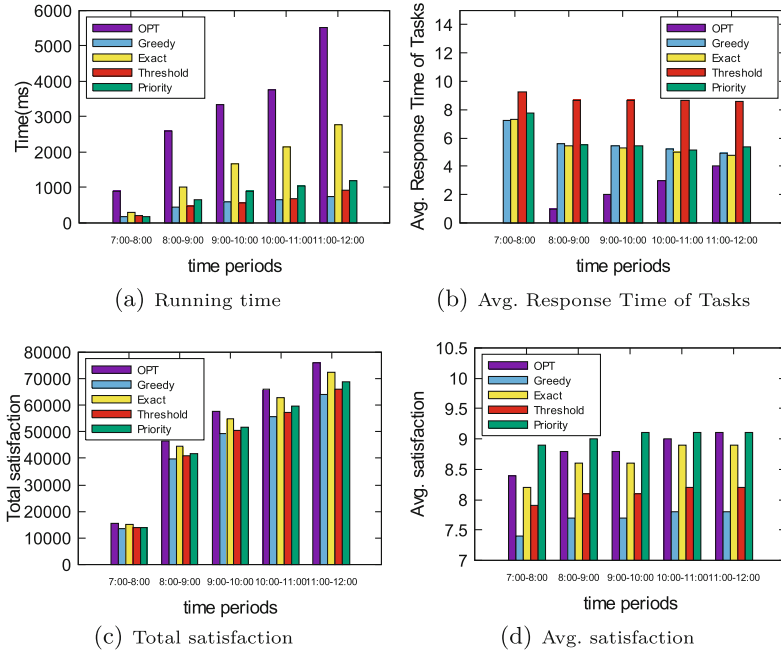 6000
5000
4000
3000
2000
1000
0
Time(ms)
OPT
Greedy
Exact
Threshold
Priority
7:00-8:00 8:00-9:00 9:00-10:00 10:00-11:00 11:00-12:00
time periods
(a) Running time
14
12
10
8
6
4
2
0
Avg. Response Time of Tasks
OPT
Greedy
Exact
Threshold
Priority
7:00-8:00 8:00-9:00 9:00-10:00 10:00-11:00 11:00-12:00
time periods
(b) Avg. Response Time of Tasks
80000
70000
60000
50000
40000
30000
20000
10000
0
Total satisfaction
OPT
Greedy
Exact
Threshold
Priority
7:00-8:00 8:00-9:00 9:00-10:00 10:00-11:00 11:00-12:00
time periods
(c) Total satisfaction
10.5
10
9.5
9
8.5
8
7.5
7
Avg. satisfaction
OPT
Greedy
Exact
Threshold
Priority
7:00-8:00 8:00-9:00 9:00-10:00 10:00-11:00 11:00-12:00
time periods
(d) Avg. satisfaction